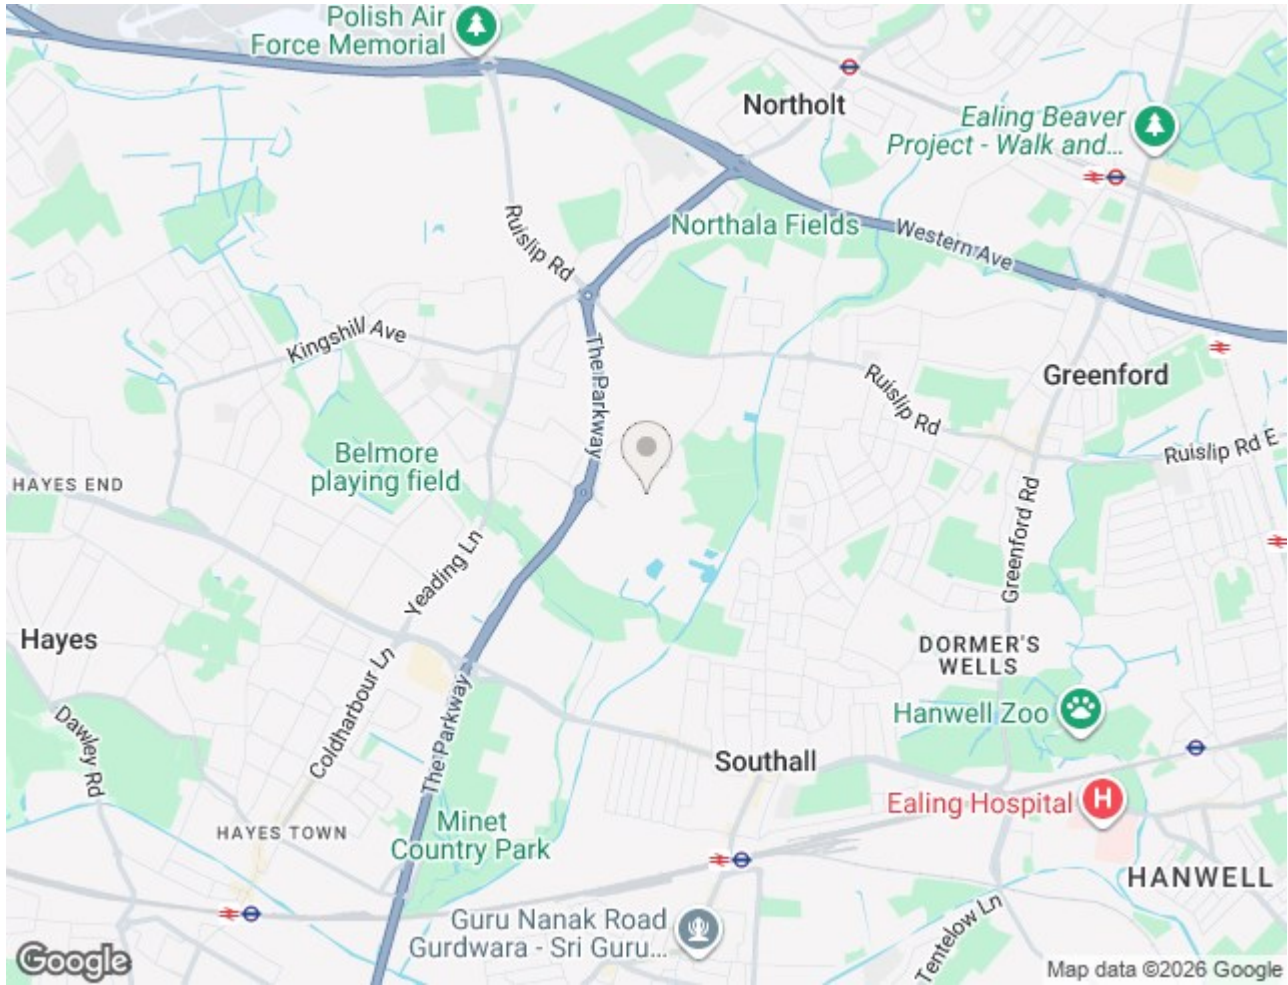 Polish Air
Force Memorial
Northolt
Ealing Beaver
Project - Walk and...
Ruislip Rd
Northala Fields
Western Ave
Kingshill Ave
The Parkway
Greenford
Ruislip Rd
Ruislip Rd E
Belmore
playing field
HAYES END
Greenford Rd
Yeading Ln
Hayes
DORMER'S
WELLS
Coldharbour Ln
The Parkway
Hanwell Zoo
Dawley Rd
Southall
Ealing Hospital
H
HAYES TOWN
Minet
Country Park
HANWELL
Guru Nanak Road
Gurdwara - Sri Guru...
Tentelow Ln
Google
Map data ©2026 Google